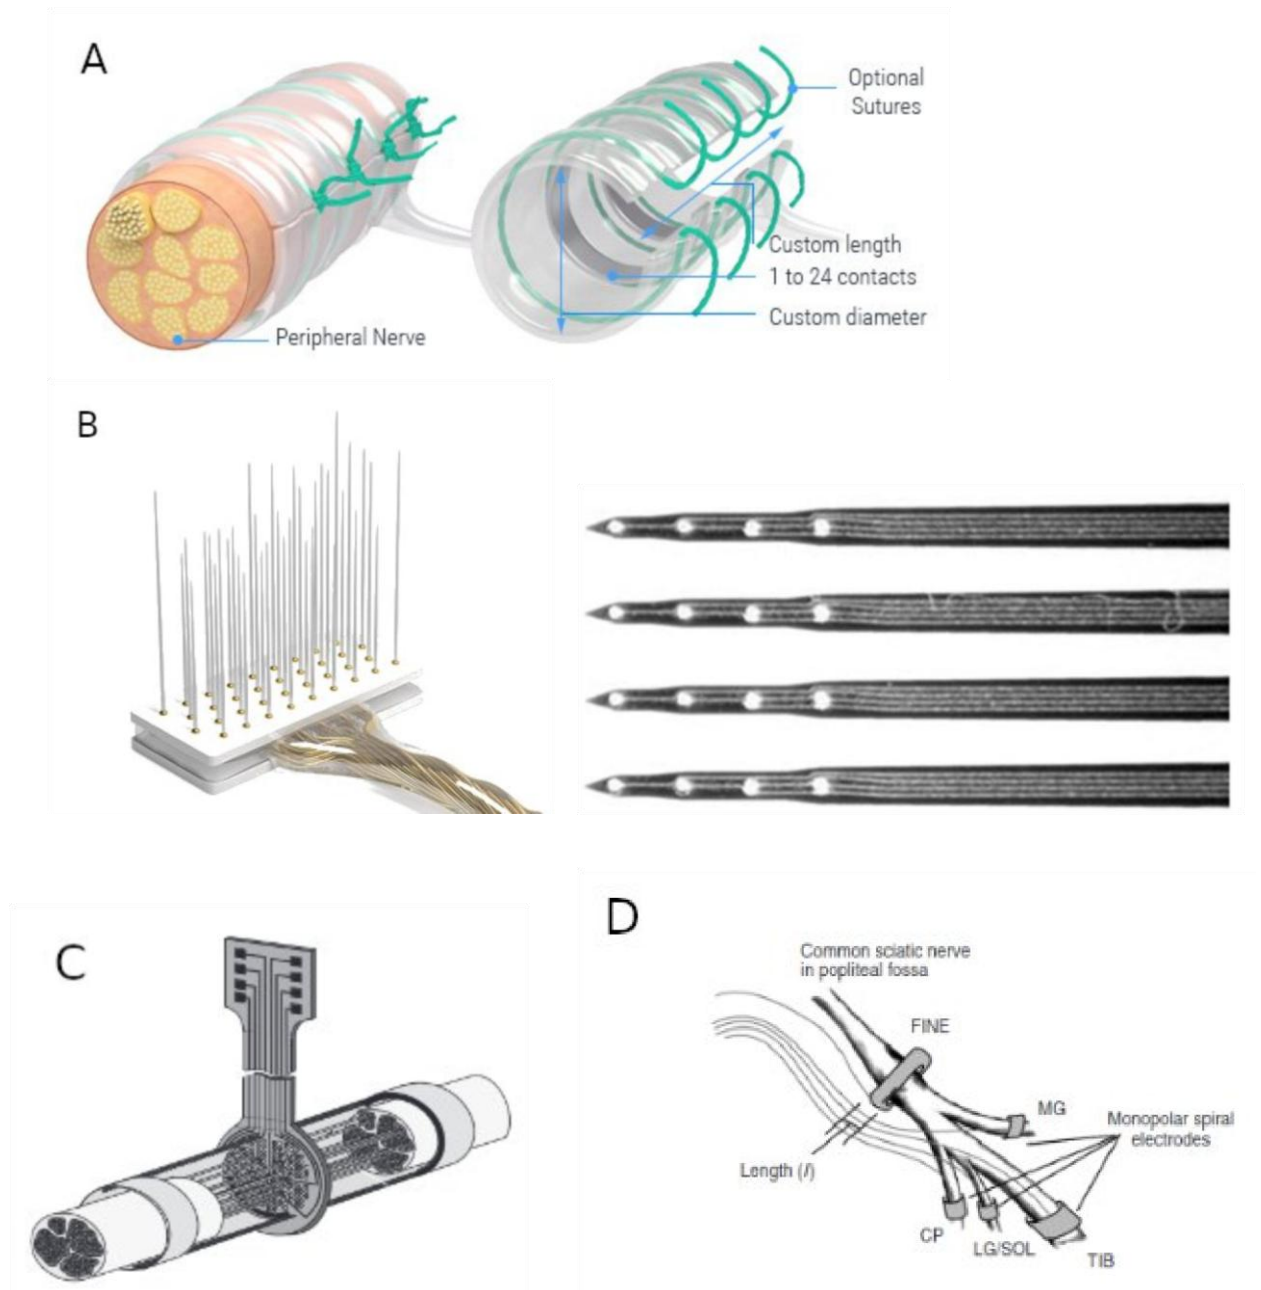 A
Optional
Sutures
Custom length
1 to 24 contacts
Custom diameter
Peripheral Nerve
B
C
D
Common sciatic nerve
in popliteal fossa
FINE
MG
Monopolar spiral
electrodes
Length (l)
CP
LG/SOL
TIB